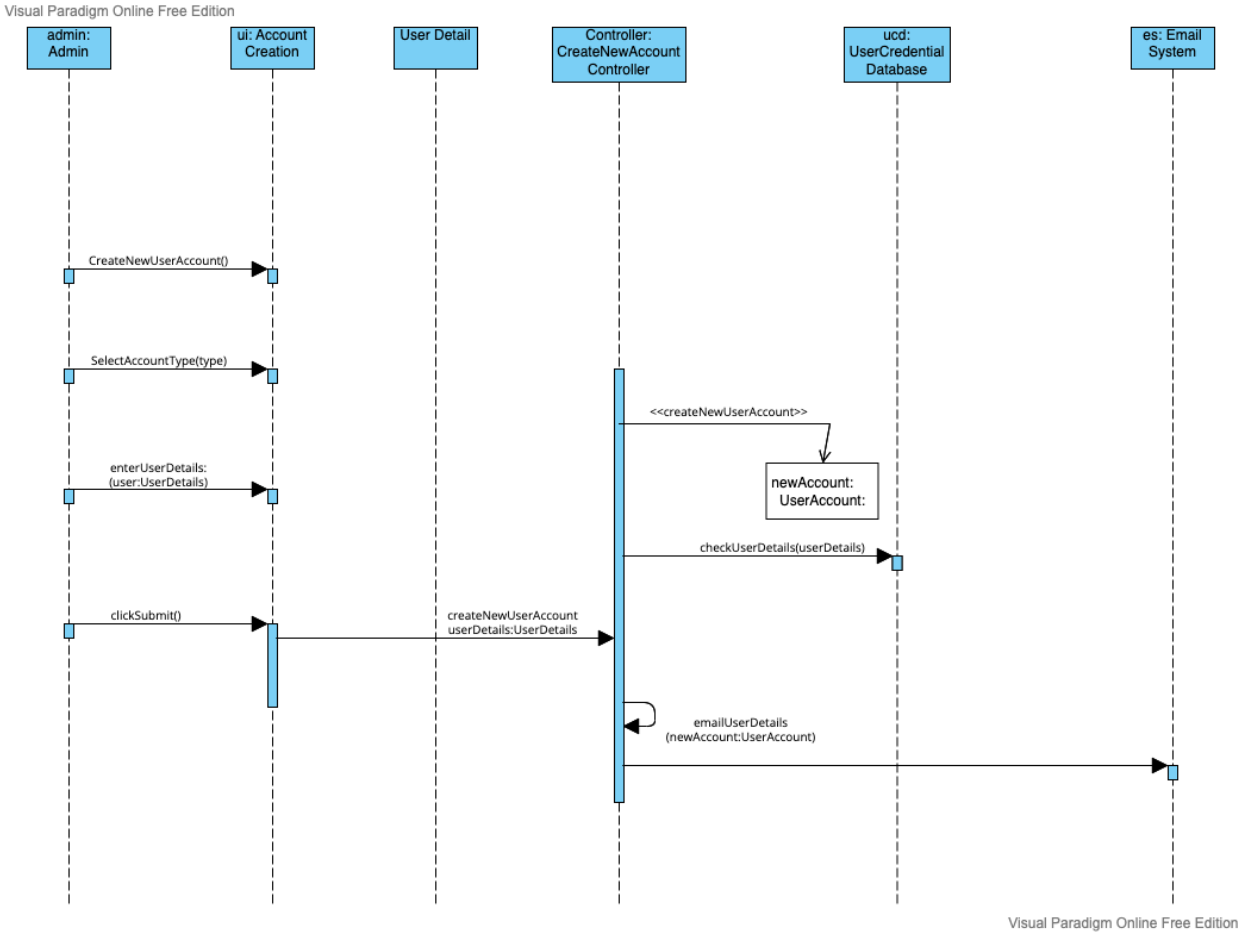 Visual Paradigm Online Free Edition
admin:
Admin
ui: Account
Creation
User Detail
Controller:
CreateNewAccount
Controller
ucd:
UserCredential
Database
es: Email
System
CreateNewUserAccount()
SelectAccountType(type)
<<createNewUserAccount>>
enterUserDetails:
(user:UserDetails)
newAccount:
UserAccount:
checkUserDetails(userDetails)
clickSubmit()
createNewUserAccount
userDetails:UserDetails
emailUserDetails
(newAccount:UserAccount)
Visual Paradigm Online Free Edition